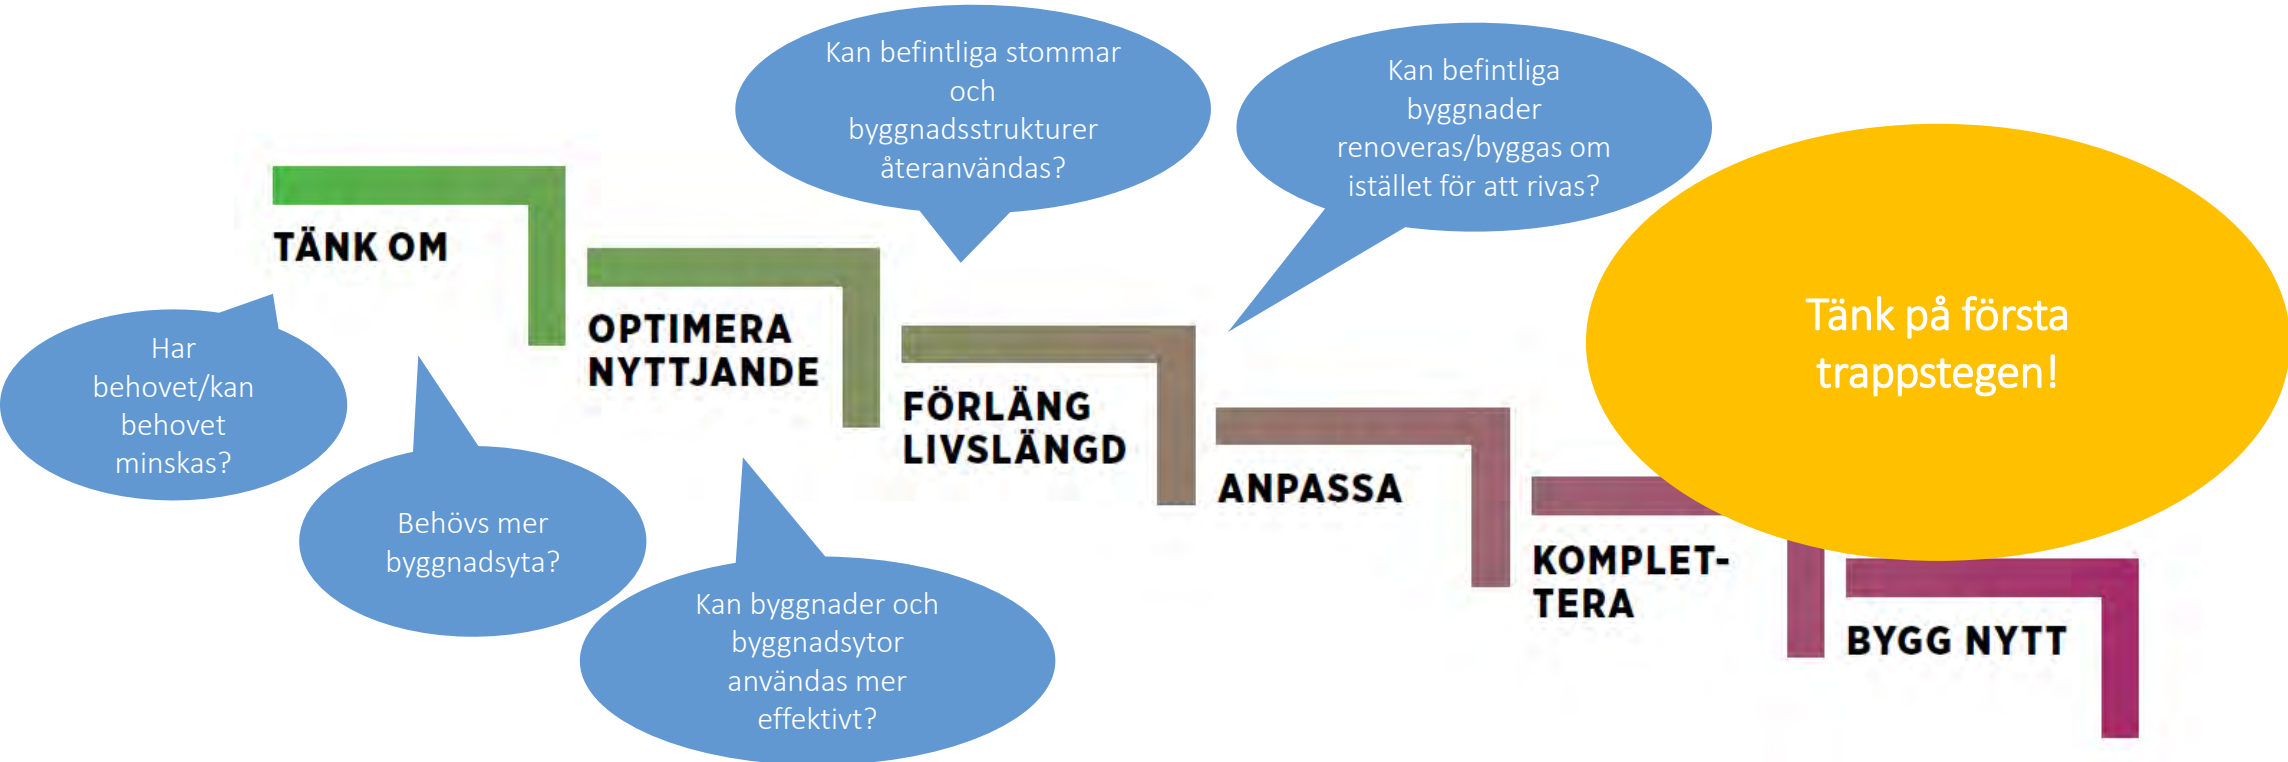 Kan befintliga stommar
och
byggnadsstrukturer
återanvändas?
Kan befintliga
byggnader
renoveras/byggas om
istället för att rivas?
TÄNK OM
OPTIMERA
NYTTJANDE
FÖRLÄNG
LIVSLÄNGD
ANPASSA
KOMPLET-
TERA
BYGG NYTT
Tänk på första
trappstegen!
Har
behovet/kan
behovet
minskas?
Behövs mer
byggnadsyta?
Kan byggnader och
byggnadsytor
användas mer
effektivt?